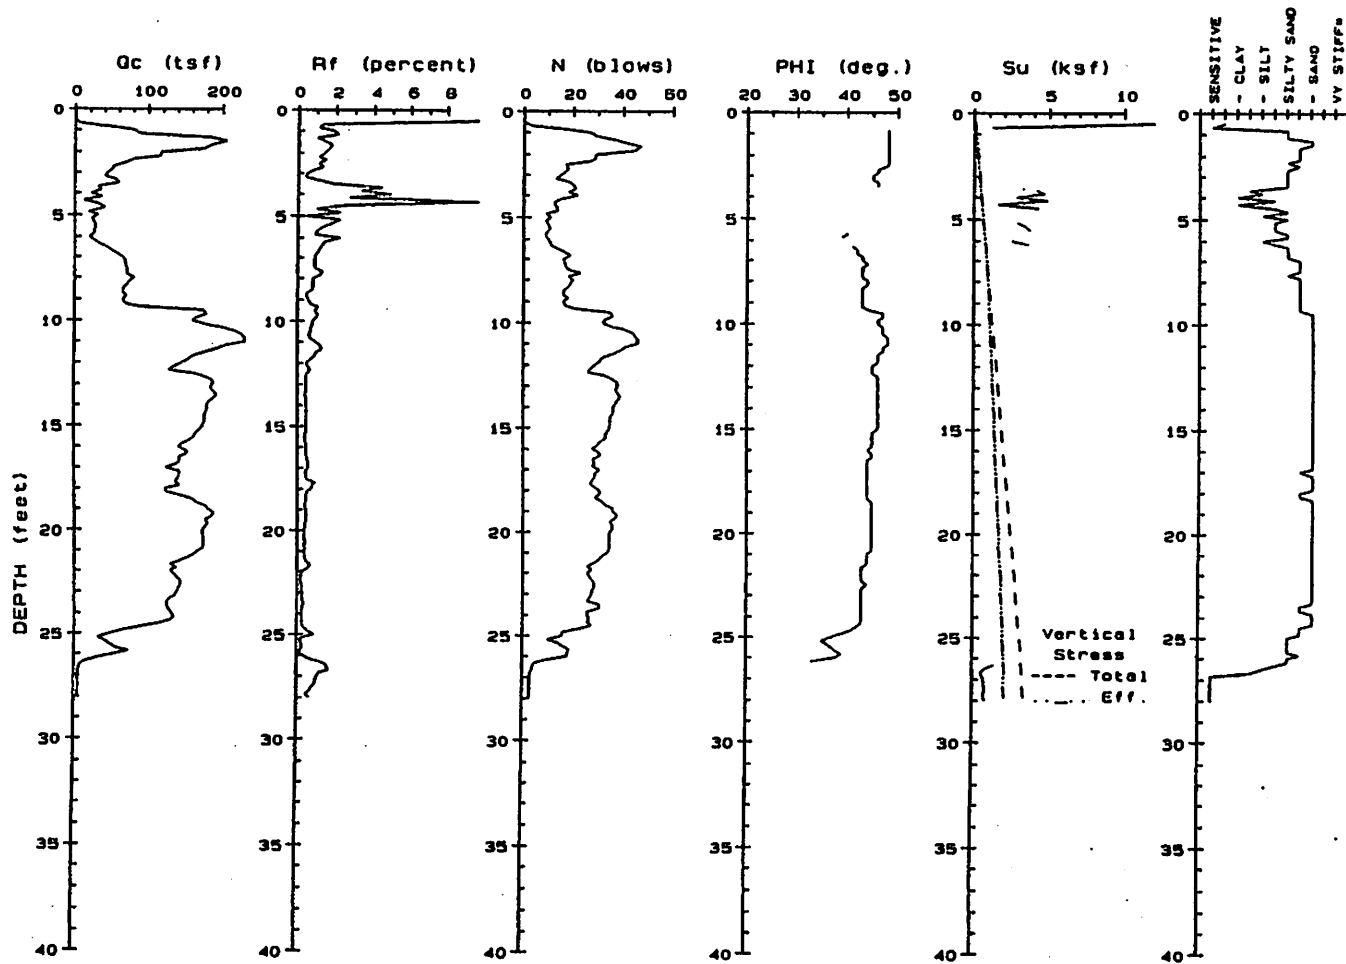 SENSITIVE
- CLAY
- SILT
SILTY SAND
- SAND
VY STIFF*
Qc (tsf)
Rf (percent)
N (blows)
PHI (deg.)
Su (ksf)
0 100 200
0 2 4 6 8
0 20 40 60
20 30 40 50
0 5 10
DEPTH (feet)
0
5
10
15
20
25
30
35
40
0
5
10
15
20
25
30
35
40
0
5
10
15
20
25
30
35
40
0
5
10
15
20
25
30
35
40
0
5
10
15
20
25
30
35
40
Vertical
Stress
---- Total
Eff.
0
5
10
15
20
25
30
35
40